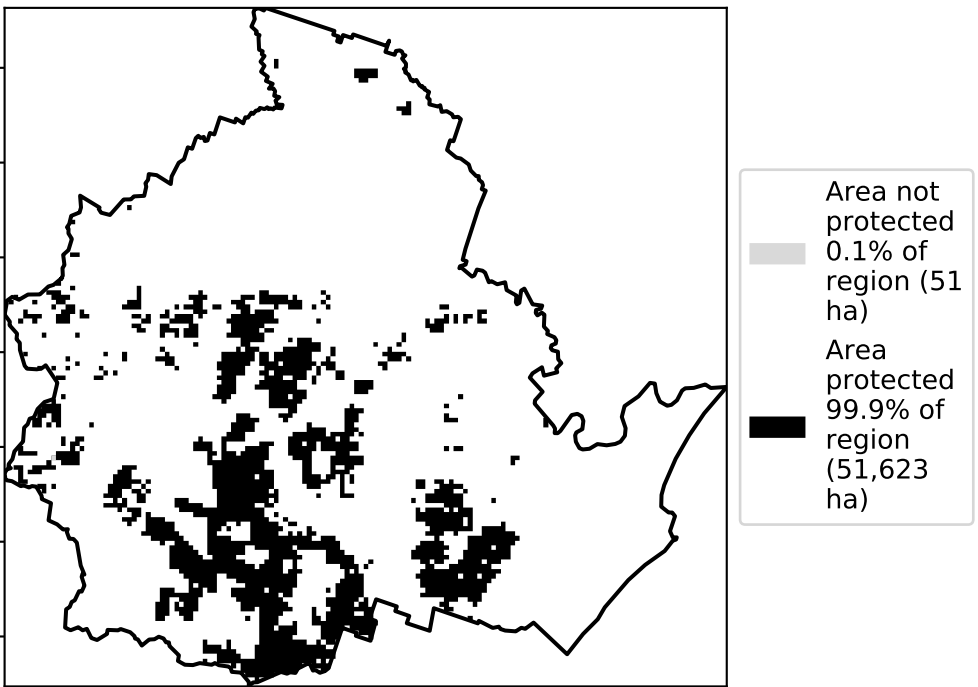 Area not
protected
0.1% of
region (51
ha)
Area
protected
99.9% of
region
(51,623
ha)